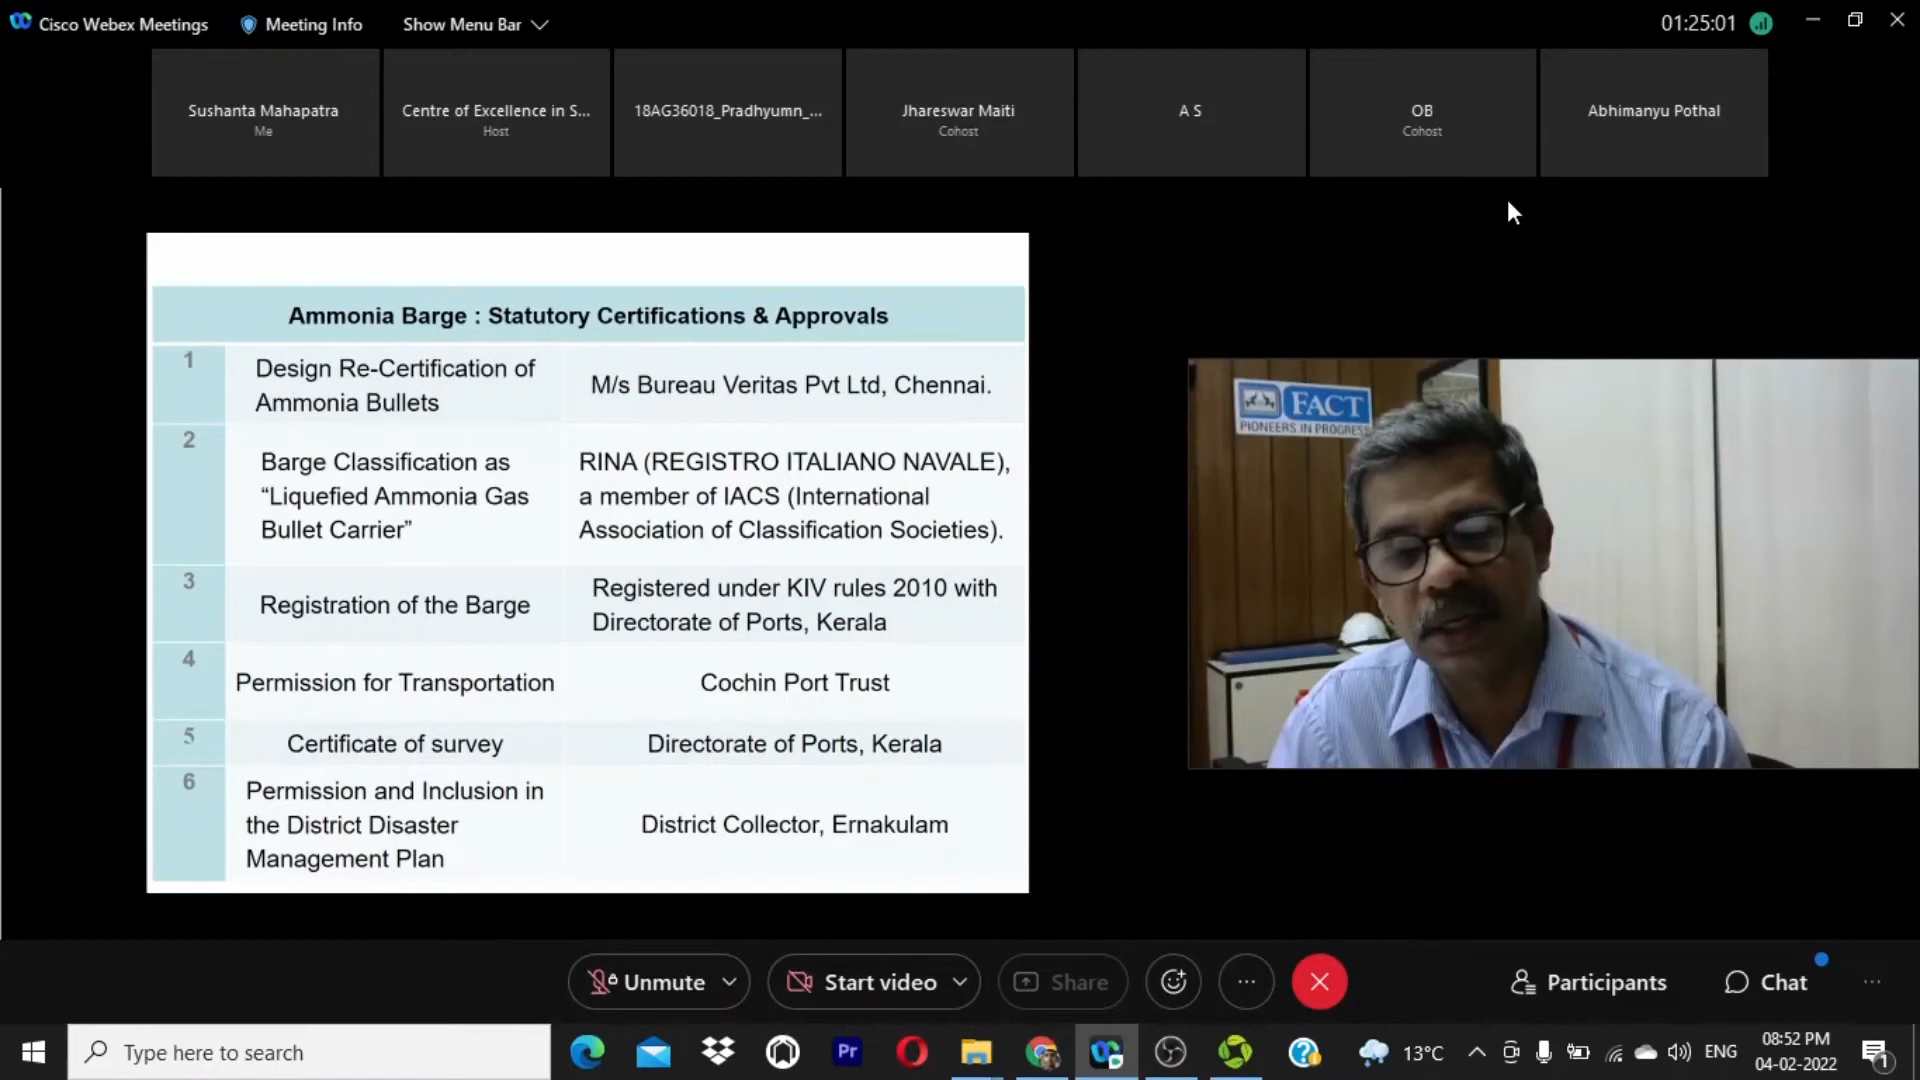 Cisco Webex Meetings
Meeting Info
Show Menu Bar
01:25:01
Sushanta Mahapatra
Me
Centre of Excellence in S...
Host
18AG36018_Pradhyumn_...
Jhareswar Maiti
Cohost
A S
OB
Cohost
Abhimanyu Pothal
Ammonia Barge : Statutory Certifications & Approvals
1
Design Re-Certification of
Ammonia Bullets
M/s Bureau Veritas Pvt Ltd, Chennai.
2
Barge Classification as
“Liquefied Ammonia Gas
Bullet Carrier”
RINA (REGISTRO ITALIANO NAVALE),
a member of IACS (International
Association of Classification Societies).
3
Registration of the Barge
Registered under KIV rules 2010 with
Directorate of Ports, Kerala
4
Permission for Transportation
Cochin Port Trust
5
Certificate of survey
Directorate of Ports, Kerala
6
Permission and Inclusion in
the District Disaster
Management Plan
District Collector, Ernakulam
FACT
PIONEERS IN PROGRESS
Unmute
Start video
Share
Participants
Chat
Type here to search
Pr
13°C
ENG
08:52 PM
04-02-2022
1